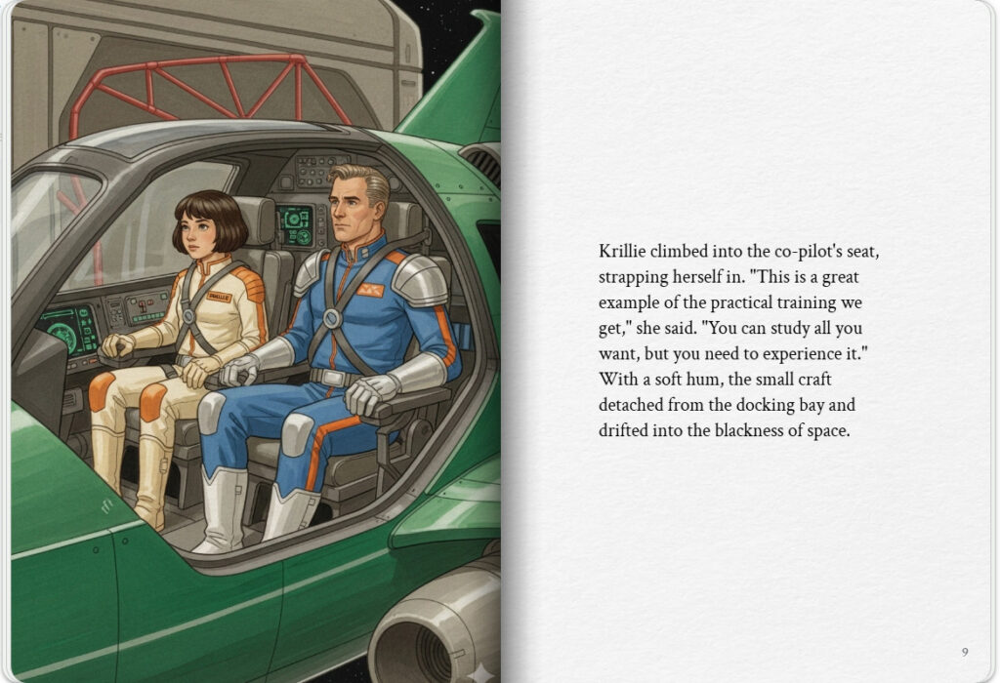 Krillie climbed into the co-pilot's seat,
strapping herself in. "This is a great
example of the practical training we
get," she said. "You can study all you
want, but you need to experience it."
With a soft hum, the small craft
detached from the docking bay and
drifted into the blackness of space.
9